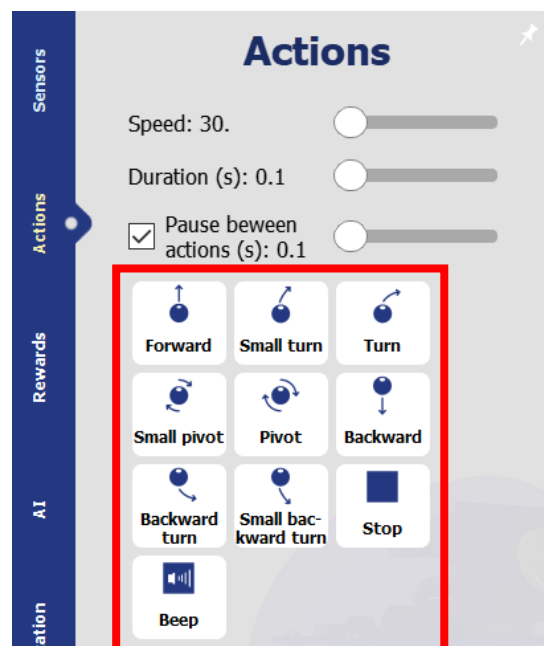 Actions
Speed: 30.
Duration (s): 0.1
Pause beween
actions (s): 0.1
Forward
Small turn
Turn
Small pivot
Pivot
Backward
Backward
turn
Small bac-
kward turn
Stop
Beep
Sensors
Actions
Rewards
AI
ation